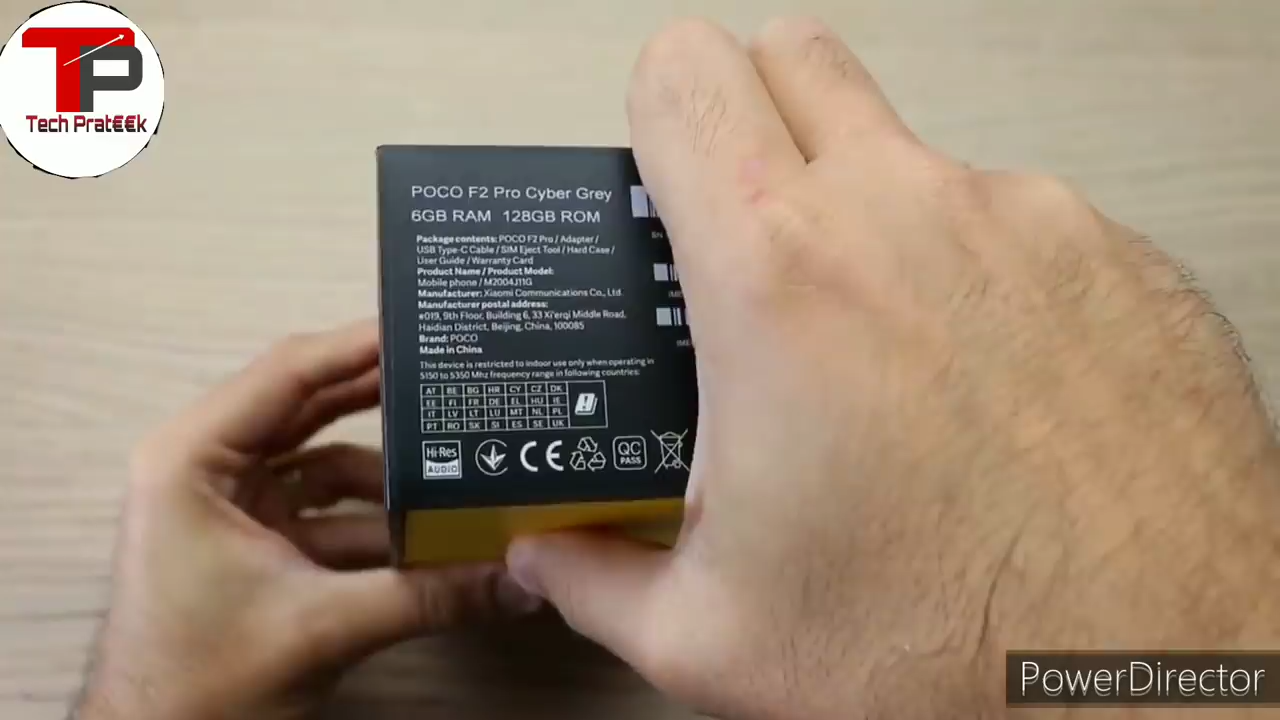 TP
Tech Prat€€k
POCO F2 Pro Cyber Grey
6GB RAM 128GB ROM
Package contents: POCO F2 Pro / Adapter /
USB Type-C Cable / SIM Eject Tool / Hard Case /
User Guide / Warranty Card
Product Name / Product Model:
Mobile phone / M2004J11G
Manufacturer: Xiaomi Communications Co., Ltd.
Manufacturer postal address:
#019, 9th Floor, Building 6, 33 Xi'erqi Middle Road,
Haidian District, Beijing, China, 100085
Brand: POCO
Made in China
This device is restricted to indoor use only when operating in
5150 to 5350 Mhz frequency range in following countries:
AT BE BG HR CY CZ DK
EE FI FR DE EL HU IE
IT LV LT LU MT NL PL
PT RO SK SI ES SE UK
Hi-Res
AUDIO
CE
QC
PASS
SN
PowerDirector